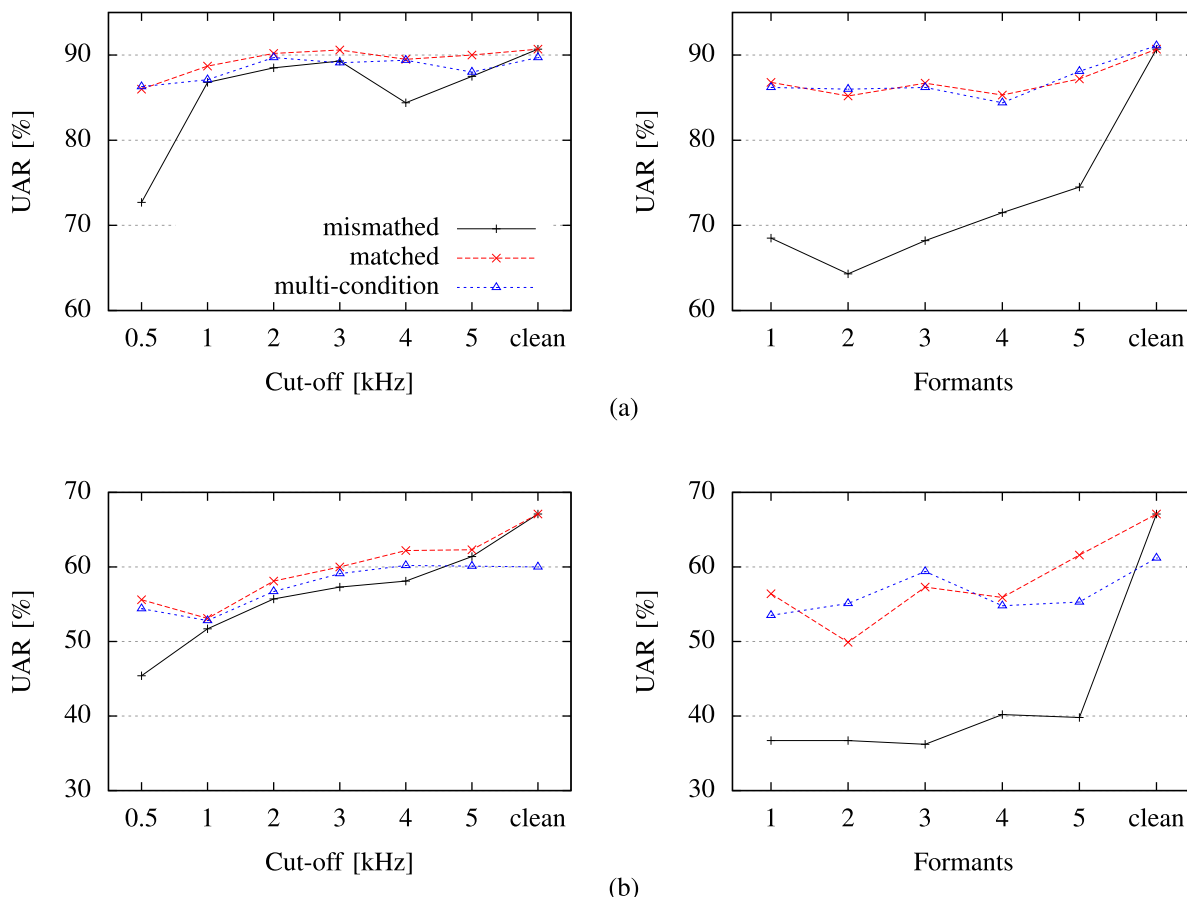 90
80
70
60
UAR [%]
mismathed
matched
multi-condition
0.5 1 2 3 4 5 clean
Cut-off [kHz]
90
80
70
60
UAR [%]
1 2 3 4 5 clean
Formants
(a)
70
60
50
40
30
UAR [%]
0.5 1 2 3 4 5 clean
Cut-off [kHz]
70
60
50
40
30
UAR [%]
1 2 3 4 5 clean
Formants
(b)